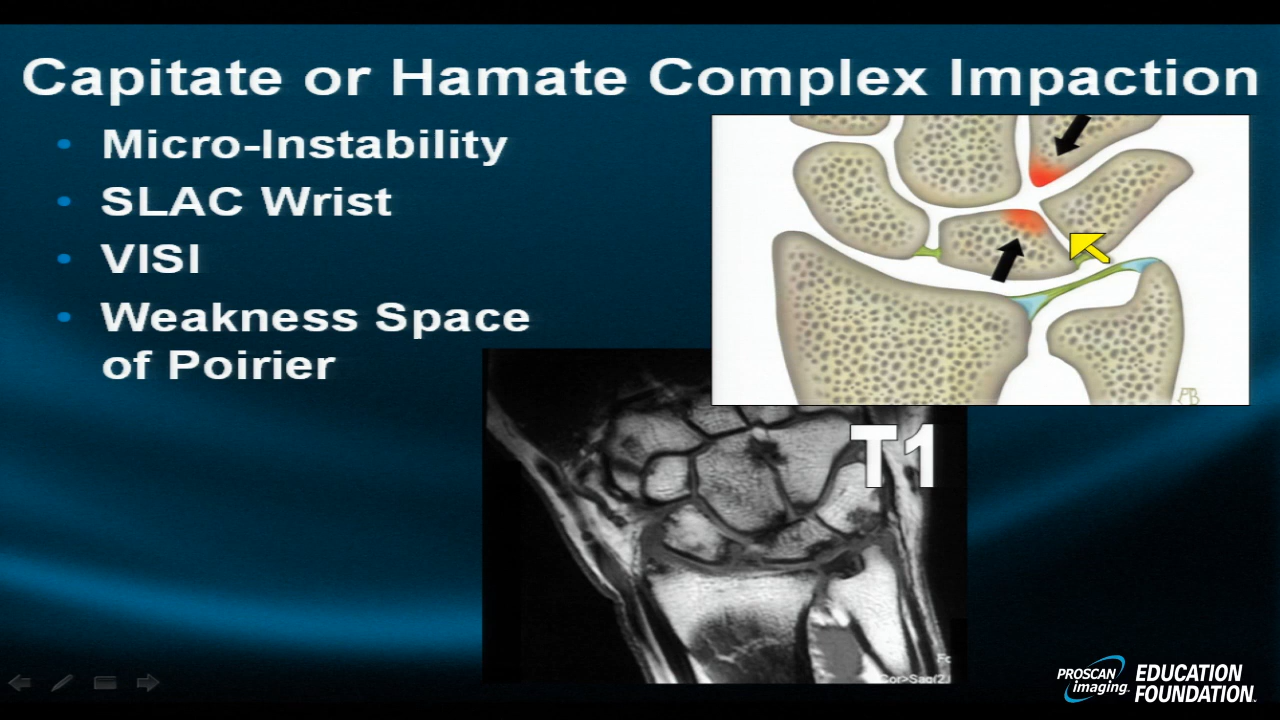 Capitate or Hamate Complex Impaction
Micro-Instability
SLAC Wrist
VISI
Weakness Space
of Poirier
T1
PROSCAN
imaging
EDUCATION
FOUNDATION